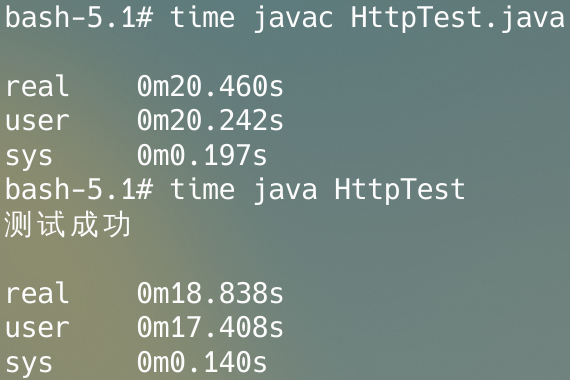 bash-5.1# time javac HttpTest.java
real 0m20.460s
user 0m20.242s
sys 0m0.197s
bash-5.1# time java HttpTest
测试成功
real 0m18.838s
user 0m17.408s
sys 0m0.140s